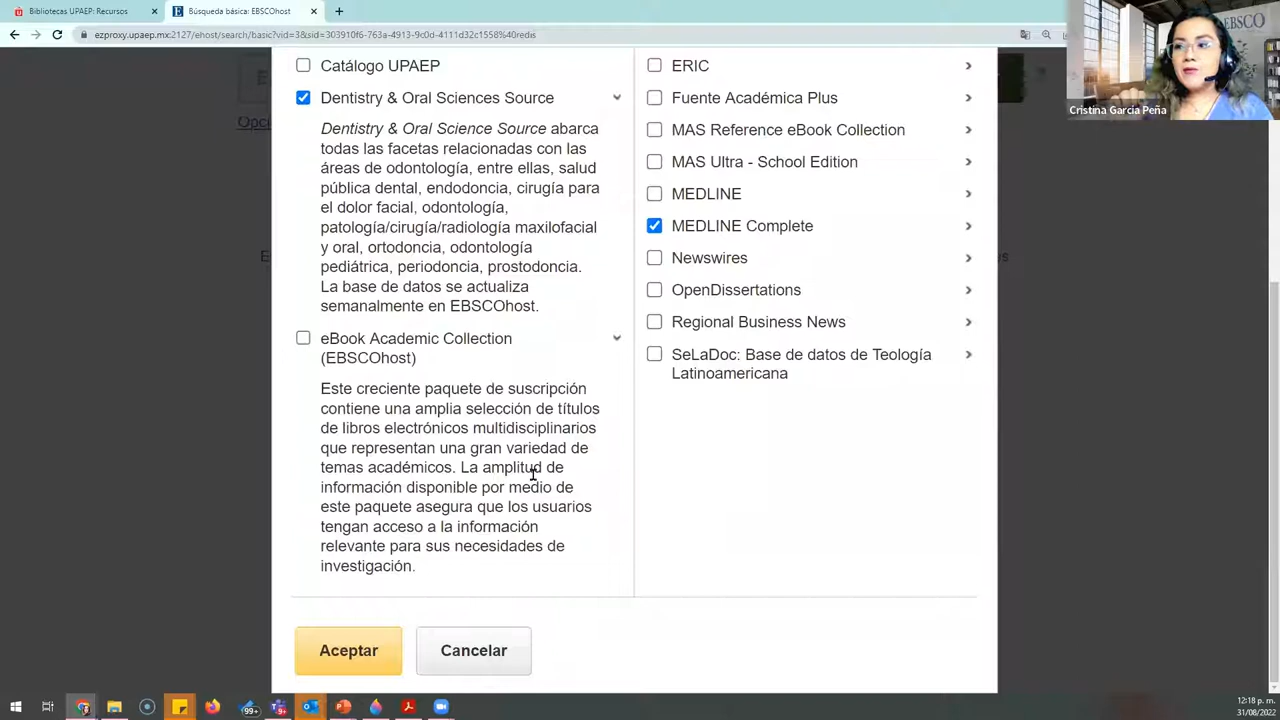 Bibliotecas UPAEP: Recursos
Búsqueda básica: EBSCOhost
ezproxy.upaep.mx:2127/ehost/search/basic?vid=3&sid=303910f6-763a-4913-9c0d-4111d32c1558%40redis
EBSCO
Cristina Garcia Peña
Opci
Catálogo UPAEP
Dentistry & Oral Sciences Source
Dentistry & Oral Science Source abarca
todas las facetas relacionadas con las
áreas de odontología, entre ellas, salud
pública dental, endodoncia, cirugía para
el dolor facial, odontología,
patología/cirugía/radiología maxilofacial
y oral, ortodoncia, odontología
pediátrica, periodoncia, prostodoncia.
La base de datos se actualiza
semanalmente en EBSCOhost.
eBook Academic Collection
(EBSCOhost)
Este creciente paquete de suscripción
contiene una amplia selección de títulos
de libros electrónicos multidisciplinarios
que representan una gran variedad de
temas académicos. La amplitud de
información disponible por medio de
este paquete asegura que los usuarios
tengan acceso a la información
relevante para sus necesidades de
investigación.
ERIC
Fuente Académica Plus
MAS Reference eBook Collection
MAS Ultra - School Edition
MEDLINE
MEDLINE Complete
Newswires
OpenDissertations
Regional Business News
SeLaDoc: Base de datos de Teología
Latinoamericana
Aceptar
Cancelar
99+
12:18 p. m.
31/08/2022